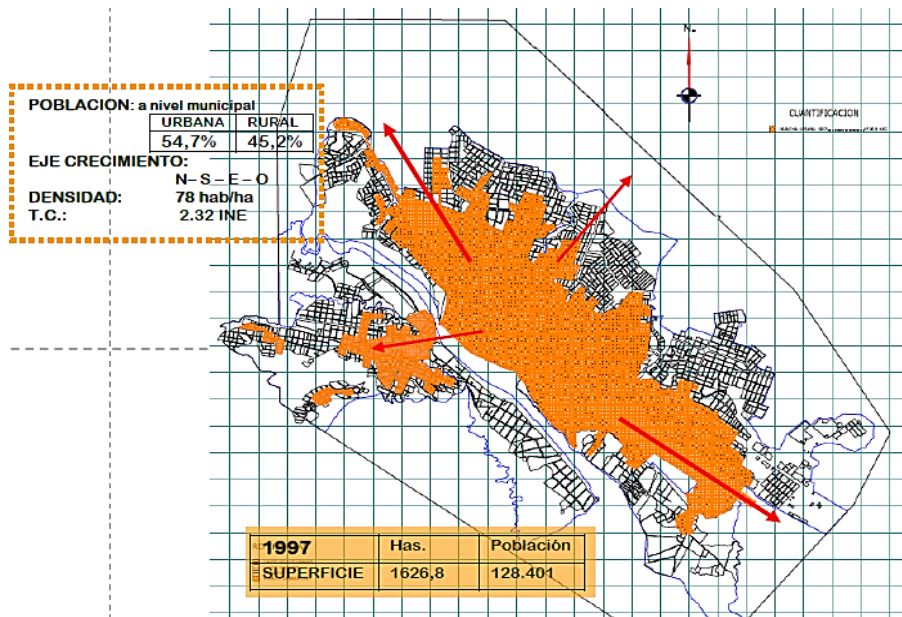 N-
CUANTIFICACION
POBLACION: a nivel municipal
URBANA RURAL
54,7% 45,2%
EJE CRECIMIENTO:
N– S – E – O
DENSIDAD: 78 hab/ha
T.C.: 2.32 INE
1997 Has. Población
SUPERFICIE 1626,8 128.401